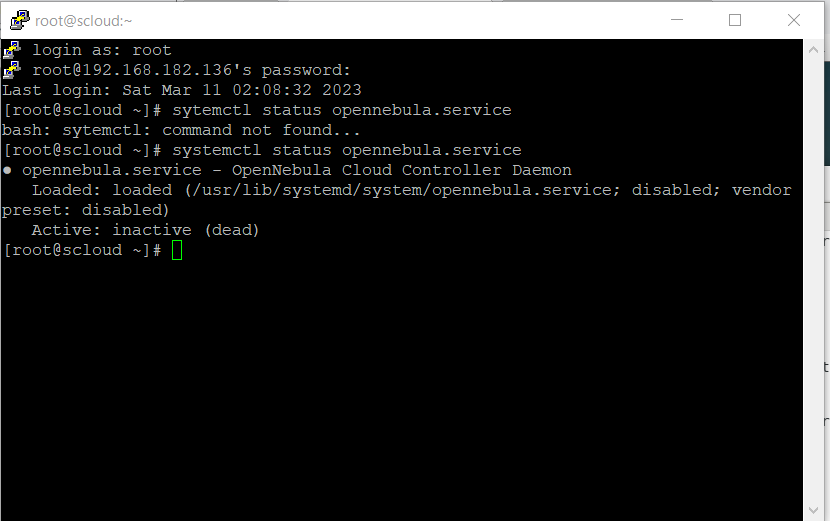 root@scloud:~
login as: root
root@192.168.182.136's password:
Last login: Sat Mar 11 02:08:32 2023
[root@scloud ~]# sytemctl status opennebula.service
bash: sytemctl: command not found...
[root@scloud ~]# systemctl status opennebula.service
● opennebula.service - OpenNebula Cloud Controller Daemon
   Loaded: loaded (/usr/lib/systemd/system/opennebula.service; disabled; vendor
preset: disabled)
   Active: inactive (dead)
[root@scloud ~]#